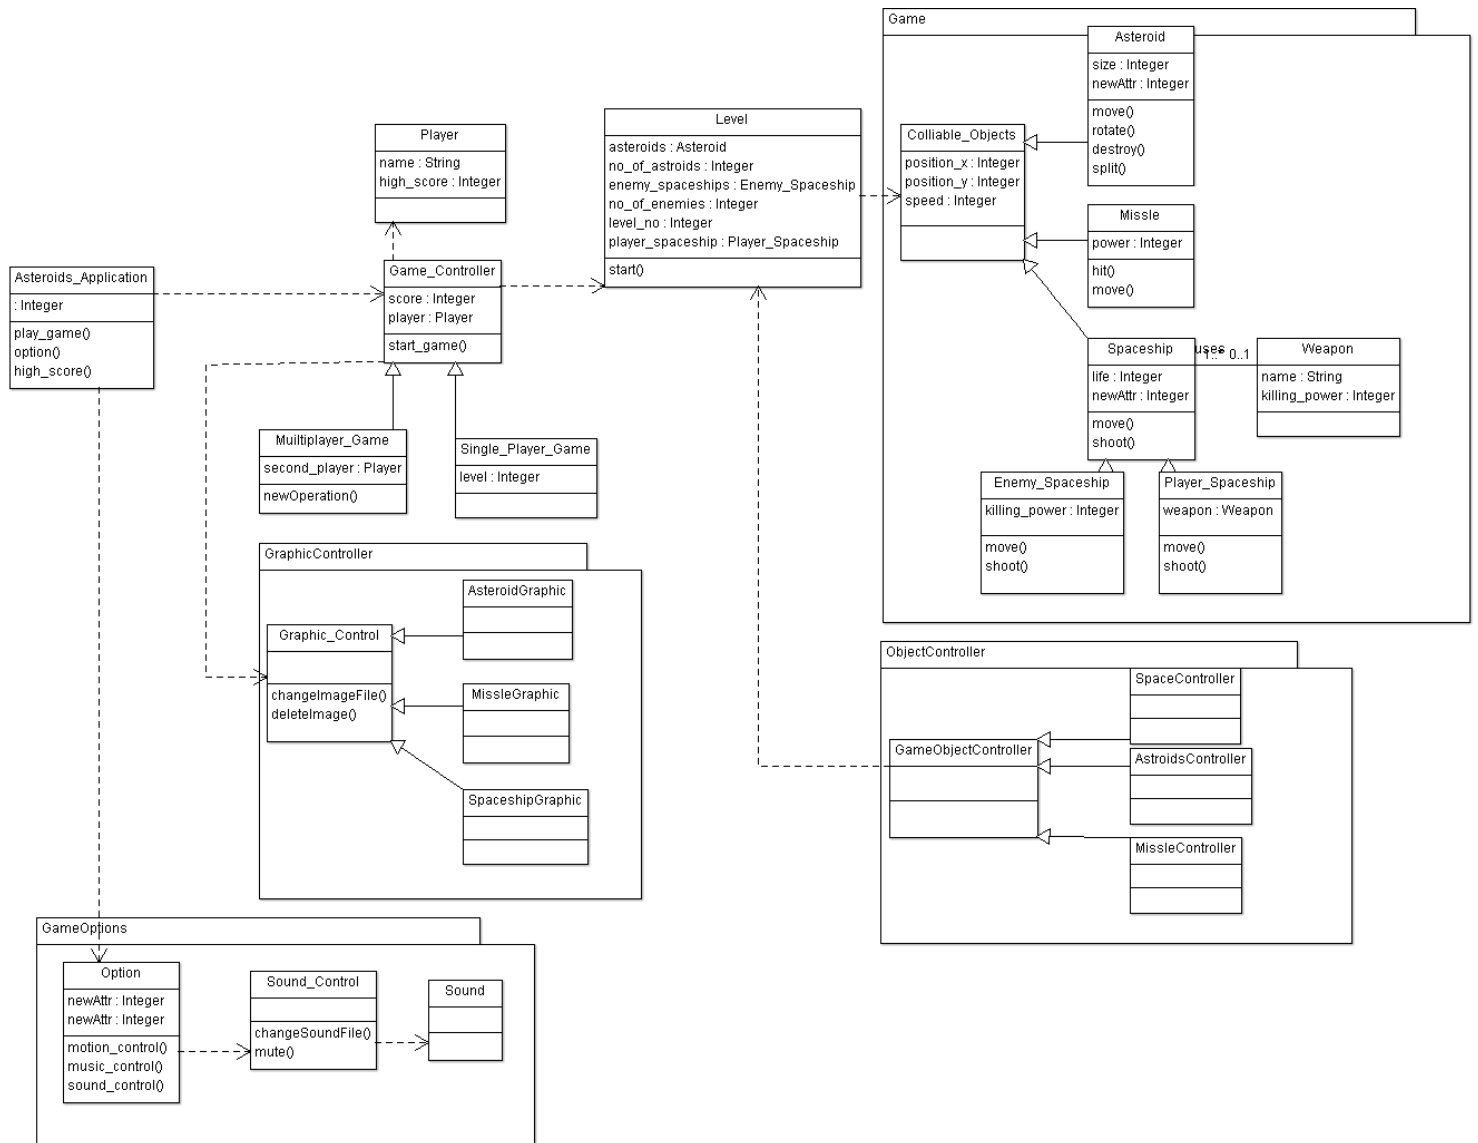 Game
Asteroid
size : Integer
newAttr : Integer
move()
rotate()
destroy()
split()
Colliable_Objects
position_x : Integer
position_y : Integer
speed : Integer
Missle
power : Integer
hit()
move()
Spaceship
life : Integer
newAttr : Integer
move()
shoot()
uses
1..* 0..1
Weapon
name : String
killing_power : Integer
Enemy_Spaceship
killing_power : Integer
move()
shoot()
Player_Spaceship
weapon : Weapon
move()
shoot()
Level
asteroids : Asteroid
no_of_astroids : Integer
enemy_spaceships : Enemy_Spaceship
no_of_enemies : Integer
level_no : Integer
player_spaceship : Player_Spaceship
start()
Player
name : String
high_score : Integer
Asteroids_Application
: Integer
play_game()
option()
high_score()
Game_Controller
score : Integer
player : Player
start_game()
Muiltiplayer_Game
second_player : Player
newOperation()
Single_Player_Game
level : Integer
GraphicController
AsteroidGraphic
Graphic_Control
changeImageFile()
deleteImage()
MissleGraphic
SpaceshipGraphic
ObjectController
SpaceController
GameObjectController
AstroidsController
MissleController
GameOptions
Option
newAttr : Integer
newAttr : Integer
motion_control()
music_control()
sound_control()
Sound_Control
changeSoundFile()
mute()
Sound